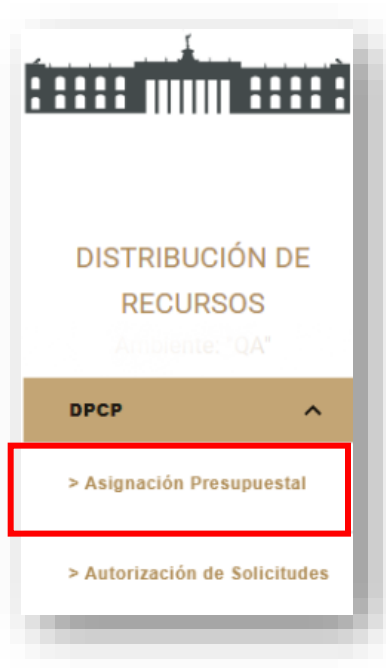 DISTRIBUCIÓN DE
RECURSOS
Ambiente: "QA"
DPCP
> Asignación Presupuestal
> Autorización de Solicitudes